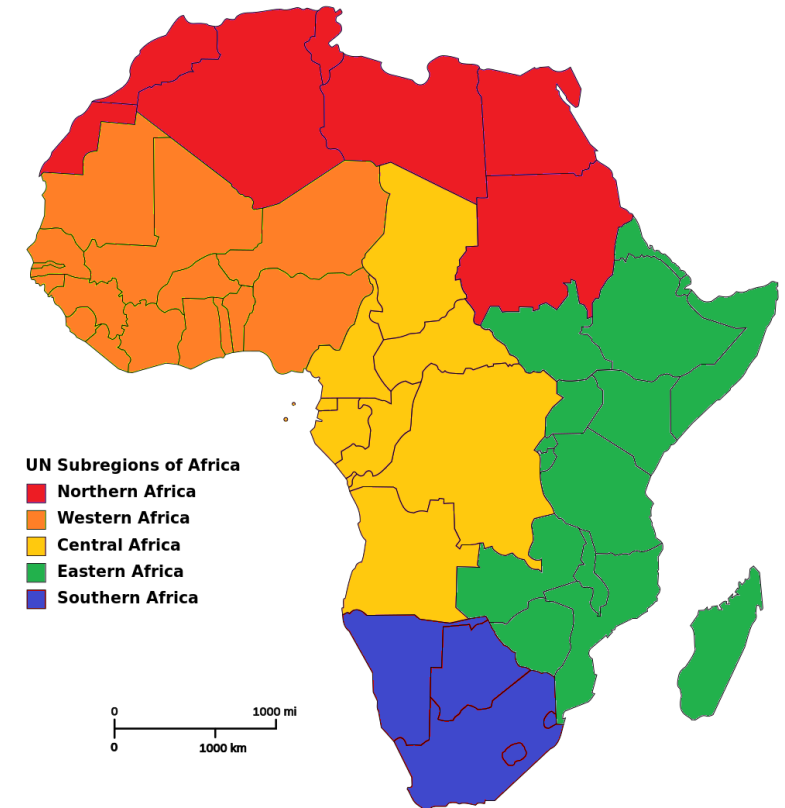 UN Subregions of Africa
Northern Africa
Western Africa
Central Africa
Eastern Africa
Southern Africa
0 1000 mi
0 1000 km